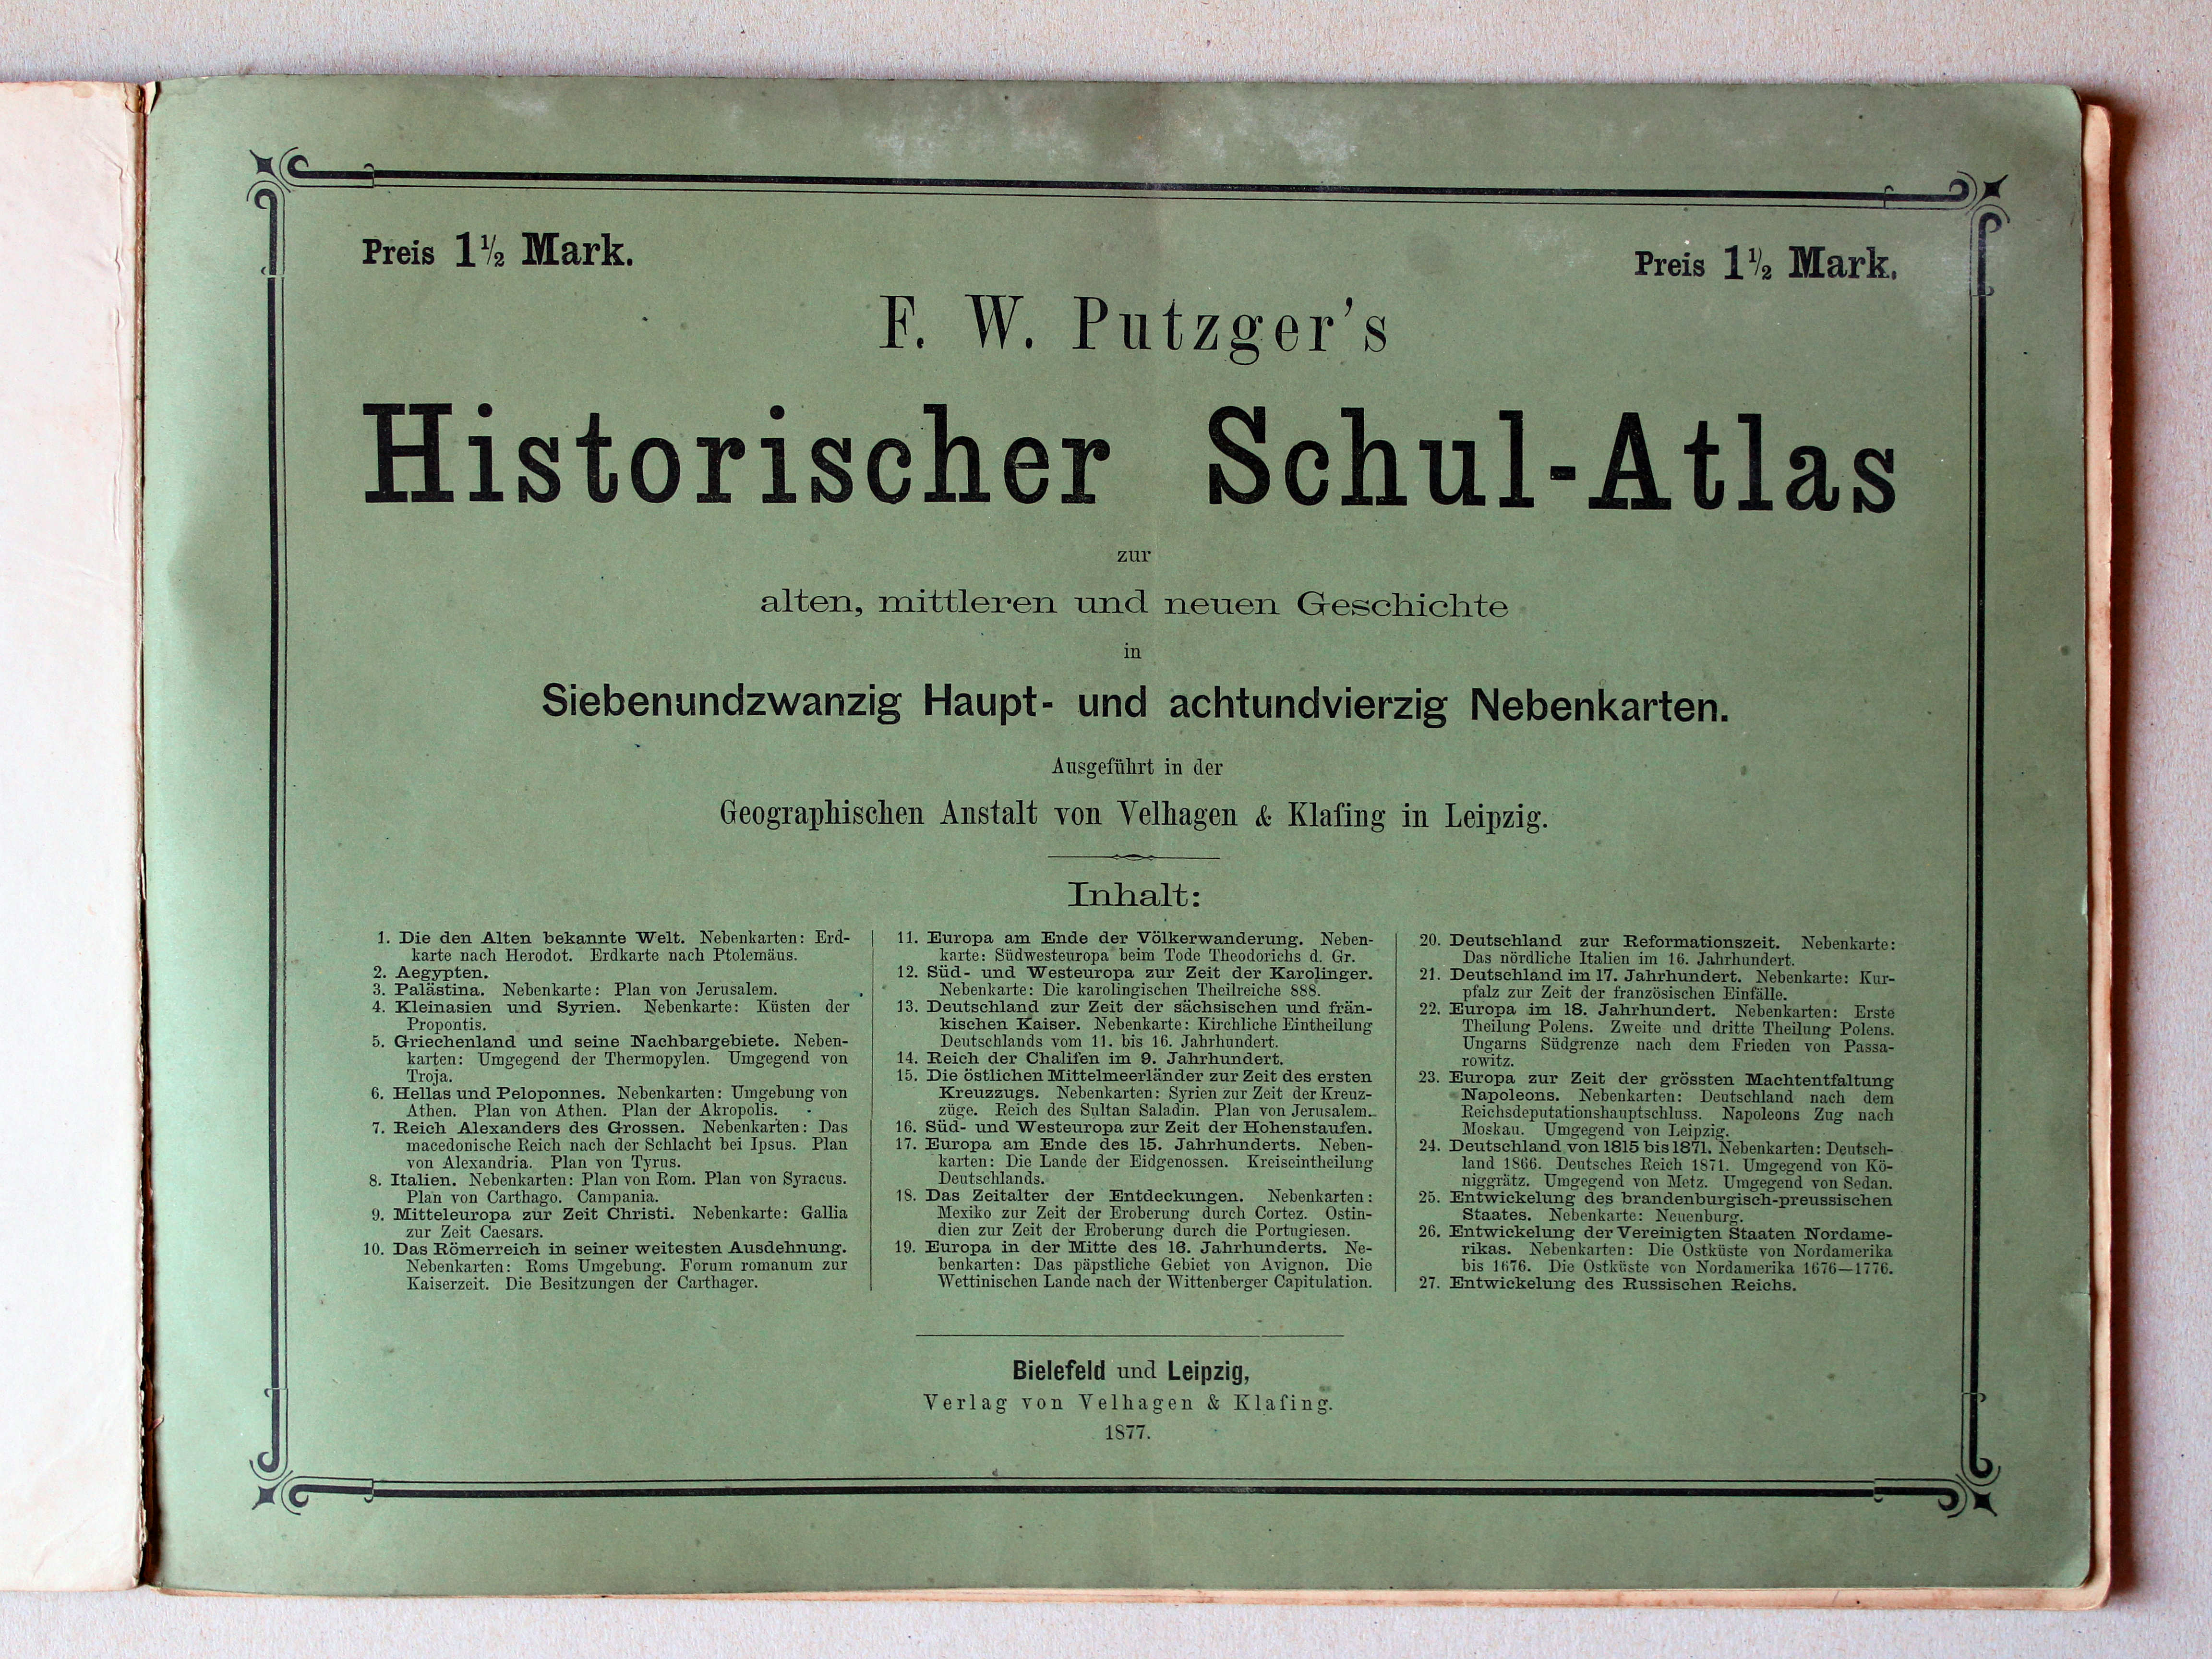 Preis 1½ Mark.
Preis 1½ Mark.
F. W. Putzger's
Historischer Schul-Atlas
zur
alten, mittleren und neuen Geschichte
in
Siebenundzwanzig Haupt- und achtundvierzig Nebenkarten.
Ausgeführt in der
Geographischen Anstalt von Velhagen & Klaſing in Leipzig.
Inhalt:
1. Die den Alten bekannte Welt. Nebenkarten: Erd-
karte nach Herodot. Erdkarte nach Ptolemäus.
2. Aegypten.
3. Palästina. Nebenkarte: Plan von Jerusalem.
4. Kleinasien und Syrien. Nebenkarte: Küsten der
Propontis.
5. Griechenland und seine Nachbargebiete. Neben-
karten: Umgegend der Thermopylen. Umgegend von
Troja.
6. Hellas und Peloponnes. Nebenkarten: Umgebung von
Athen. Plan von Athen. Plan der Akropolis.
7. Reich Alexanders des Grossen. Nebenkarten: Das
macedonische Reich nach der Schlacht bei Ipsus. Plan
von Alexandria. Plan von Tyrus.
8. Italien. Nebenkarten: Plan von Rom. Plan von Syracus.
Plan von Carthago. Campania.
9. Mitteleuropa zur Zeit Christi. Nebenkarte: Gallia
zur Zeit Caesars.
10. Das Römerreich in seiner weitesten Ausdehnung.
Nebenkarten: Roms Umgebung. Forum romanum zur
Kaiserzeit. Die Besitzungen der Carthager.
11. Europa am Ende der Völkerwanderung. Neben-
karte: Südwesteuropa beim Tode Theodorichs d. Gr.
12. Süd- und Westeuropa zur Zeit der Karolinger.
Nebenkarte: Die karolingischen Theilreiche 888.
13. Deutschland zur Zeit der sächsischen und frän-
kischen Kaiser. Nebenkarte: Kirchliche Eintheilung
Deutschlands vom 11. bis 16. Jahrhundert.
14. Reich der Chalifen im 9. Jahrhundert.
15. Die östlichen Mittelmeerländer zur Zeit des ersten
Kreuzzugs. Nebenkarten: Syrien zur Zeit der Kreuz-
züge. Reich des Sultan Saladin. Plan von Jerusalem.
16. Süd- und Westeuropa zur Zeit der Hohenstaufen.
17. Europa am Ende des 15. Jahrhunderts. Neben-
karten: Die Lande der Eidgenossen. Kreiseintheilung
Deutschlands.
18. Das Zeitalter der Entdeckungen. Nebenkarten:
Mexiko zur Zeit der Eroberung durch Cortez. Ostin-
dien zur Zeit der Eroberung durch die Portugiesen.
19. Europa in der Mitte des 16. Jahrhunderts. Ne-
benkarten: Das päpstliche Gebiet von Avignon. Die
Wettinischen Lande nach der Wittenberger Capitulation.
20. Deutschland zur Reformationszeit. Nebenkarte:
Das nördliche Italien im 16. Jahrhundert.
21. Deutschland im 17. Jahrhundert. Nebenkarte: Kur-
pfalz zur Zeit der französischen Einfälle.
22. Europa im 18. Jahrhundert. Nebenkarten: Erste
Theilung Polens. Zweite und dritte Theilung Polens.
Ungarns Südgrenze nach dem Frieden von Passa-
rowitz.
23. Europa zur Zeit der grössten Machtentfaltung
Napoleons. Nebenkarten: Deutschland nach dem
Reichsdeputationshauptschluss. Napoleons Zug nach
Moskau. Umgegend von Leipzig.
24. Deutschland von 1815 bis 1871. Nebenkarten: Deutsch-
land 1866. Deutsches Reich 1871. Umgegend von Kö-
niggrätz. Umgegend von Metz. Umgegend von Sedan.
25. Entwickelung des brandenburgisch-preussischen
Staates. Nebenkarte: Neuenburg.
26. Entwickelung der Vereinigten Staaten Nordame-
rikas. Nebenkarten: Die Ostküste von Nordamerika
bis 1676. Die Ostküste von Nordamerika 1676—1776.
27. Entwickelung des Russischen Reichs.
Bielefeld und Leipzig,
Verlag von Velhagen & Klaſing.
1877.